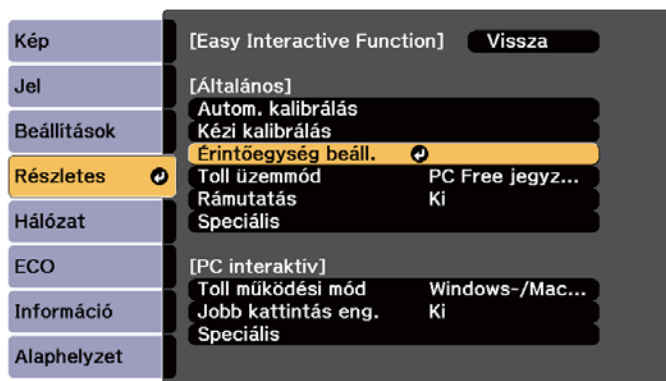 Kép
Jel
Beállítások
Részletes
Hálózat
ECO
Információ
Alaphelyzet
[Easy Interactive Function] Vissza
[Általános]
Autom. kalibrálás
Kézi kalibrálás
Érintőegység beáll.
Toll üzemmód PC Free jegyz...
Rámutatás Ki
Speciális
[PC interaktív]
Toll működési mód Windows-/Mac...
Jobb kattintás eng. Ki
Speciális